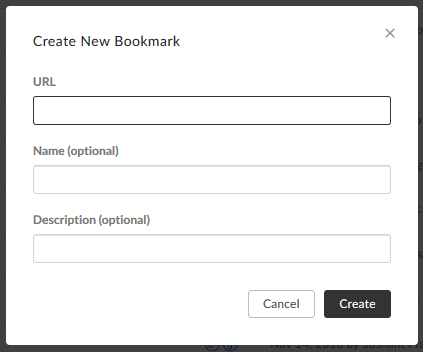 Create New Bookmark
URL
Name (optional)
Description (optional)
Cancel
Create